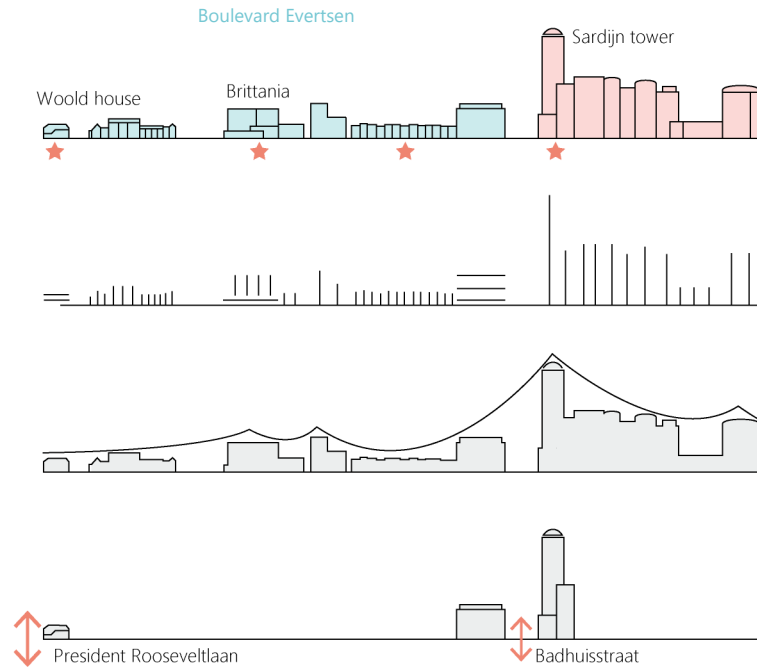 Boulevard Evertsen
Sardijn tower
Woold house
Brittania
President Rooseveltlaan
Badhuisstraat